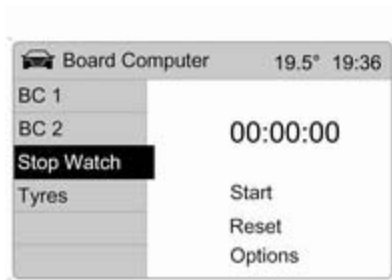 Board Computer 19.5° 19:36
BC 1
BC 2
00:00:00
Stop Watch
Tyres
Start
Reset
Options